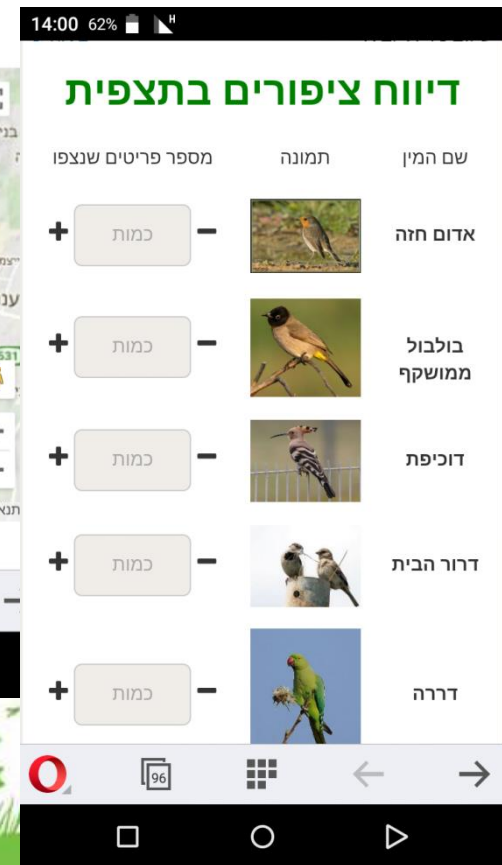 14:00 62%
דיווח ציפורים בתצפית
שם המין תמונה מספר פריטים שנצפו
אדום חזה
− כמות +
בולבול
ממושקף
− כמות +
דוכיפת
− כמות +
דרור הבית
− כמות +
דררה
− כמות +
96
531